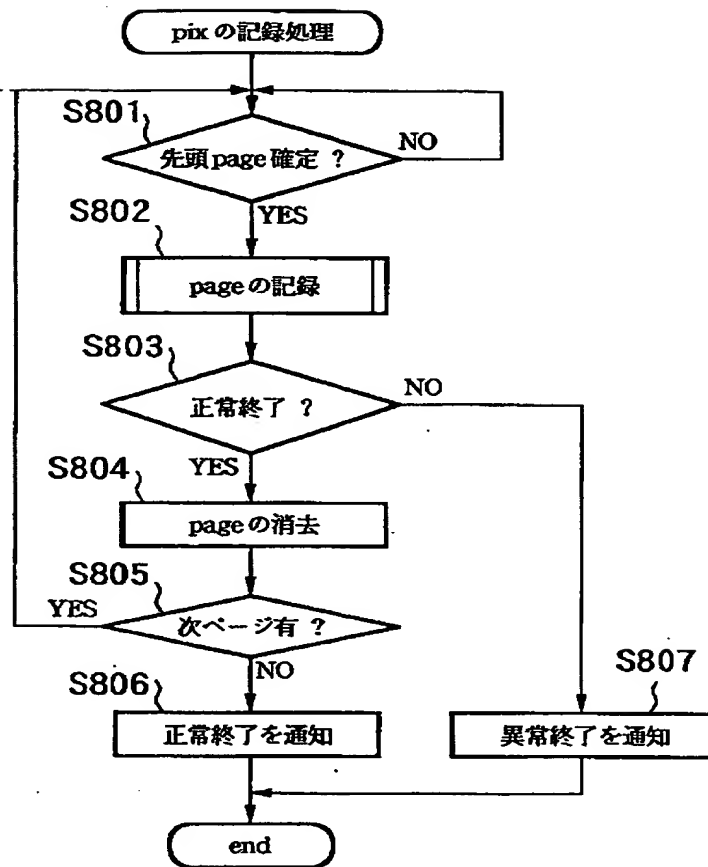 pixの記録処理
S801
先頭page確定 ?
NO
YES
S802
pageの記録
S803
正常終了 ?
NO
YES
S804
pageの消去
S805
YES
次ページ有 ?
NO
S806
正常終了を通知
S807
異常終了を通知
end